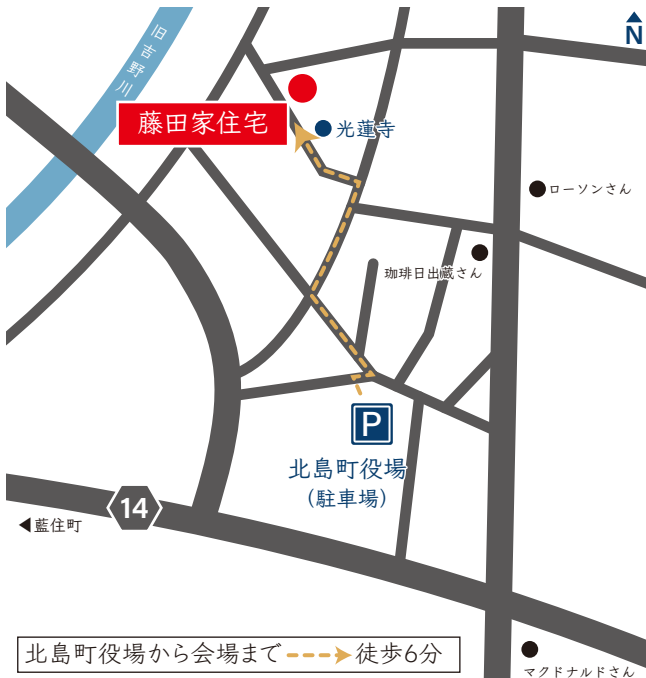 旧吉野川
N
藤田家住宅
光蓮寺
ローソンさん
珈琲日出蔵さん
P
北島町役場
(駐車場)
14
◀藍住町
北島町役場から会場まで 徒歩6分
マクドナルドさん